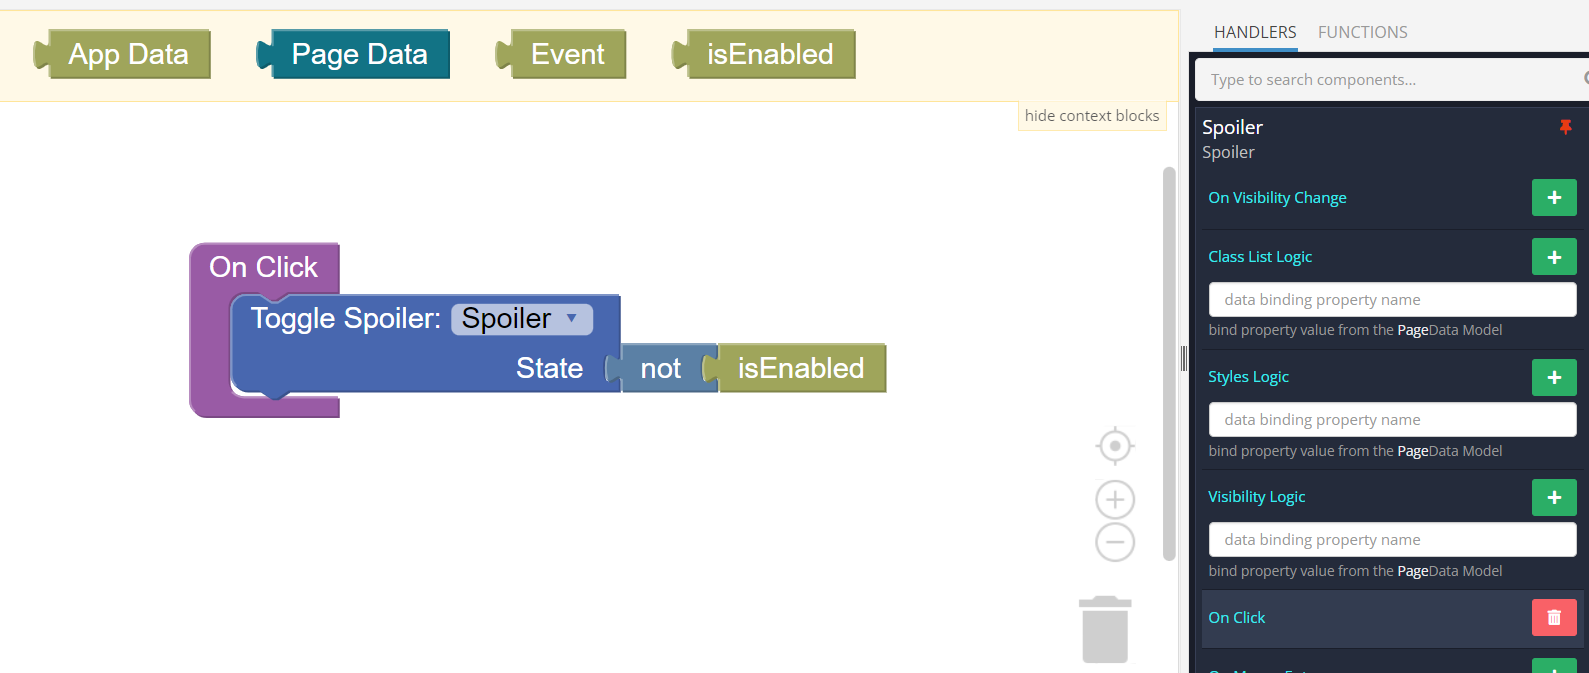 App Data
Page Data
Event
isEnabled
hide context blocks
On Click
Toggle Spoiler: Spoiler
State not isEnabled
HANDLERS FUNCTIONS
Type to search components...
Spoiler
Spoiler
On Visibility Change
Class List Logic
data binding property name
bind property value from the PageData Model
Styles Logic
data binding property name
bind property value from the PageData Model
Visibility Logic
data binding property name
bind property value from the PageData Model
On Click